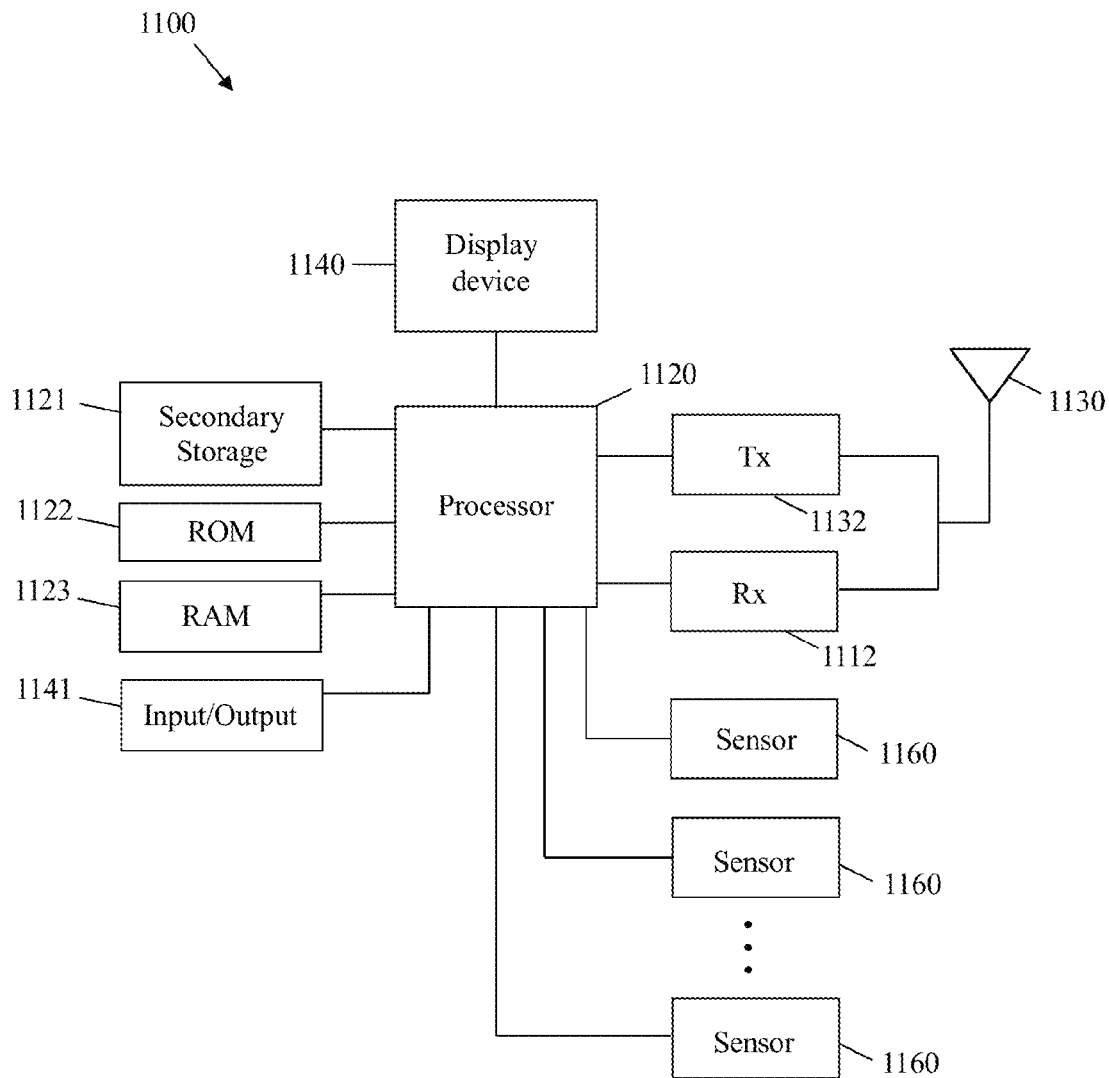 1100
Display
device
1140
1120
1130
1121
Secondary
Storage
Tx
1132
1122
ROM
Processor
1123
RAM
Rx
1112
1141
Input/Output
Sensor
1160
Sensor
1160
Sensor
1160